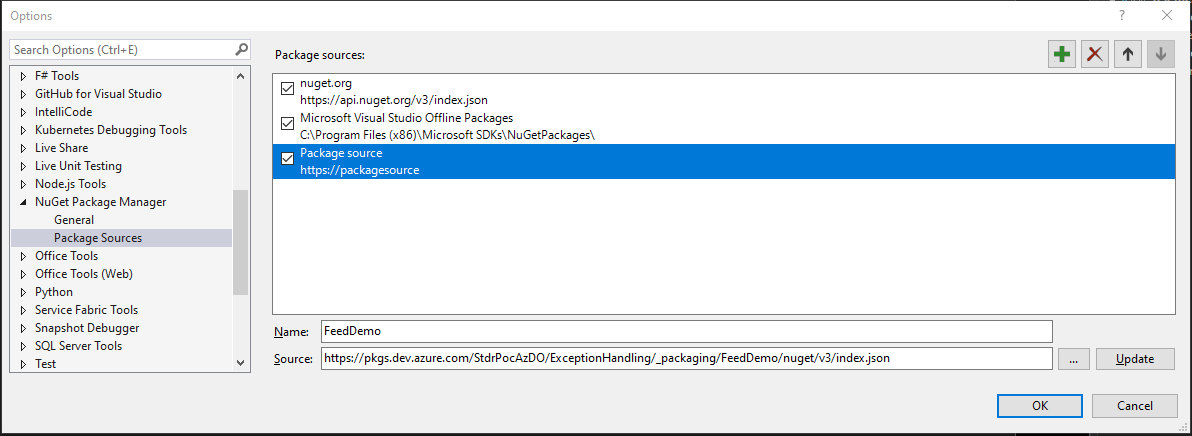 Options
?
Search Options (Ctrl+E)
F# Tools
GitHub for Visual Studio
IntelliCode
Kubernetes Debugging Tools
Live Share
Live Unit Testing
Node.js Tools
NuGet Package Manager
General
Package Sources
Office Tools
Office Tools (Web)
Python
Service Fabric Tools
Snapshot Debugger
SQL Server Tools
Test
Package sources:
nuget.org
https://api.nuget.org/v3/index.json
Microsoft Visual Studio Offline Packages
C:\Program Files (x86)\Microsoft SDKs\NuGetPackages\
Package source
https://packagesource
Name: FeedDemo
Source: https://pkgs.dev.azure.com/StdrPocAzDO/ExceptionHandling/_packaging/FeedDemo/nuget/v3/index.json ... Update
OK Cancel